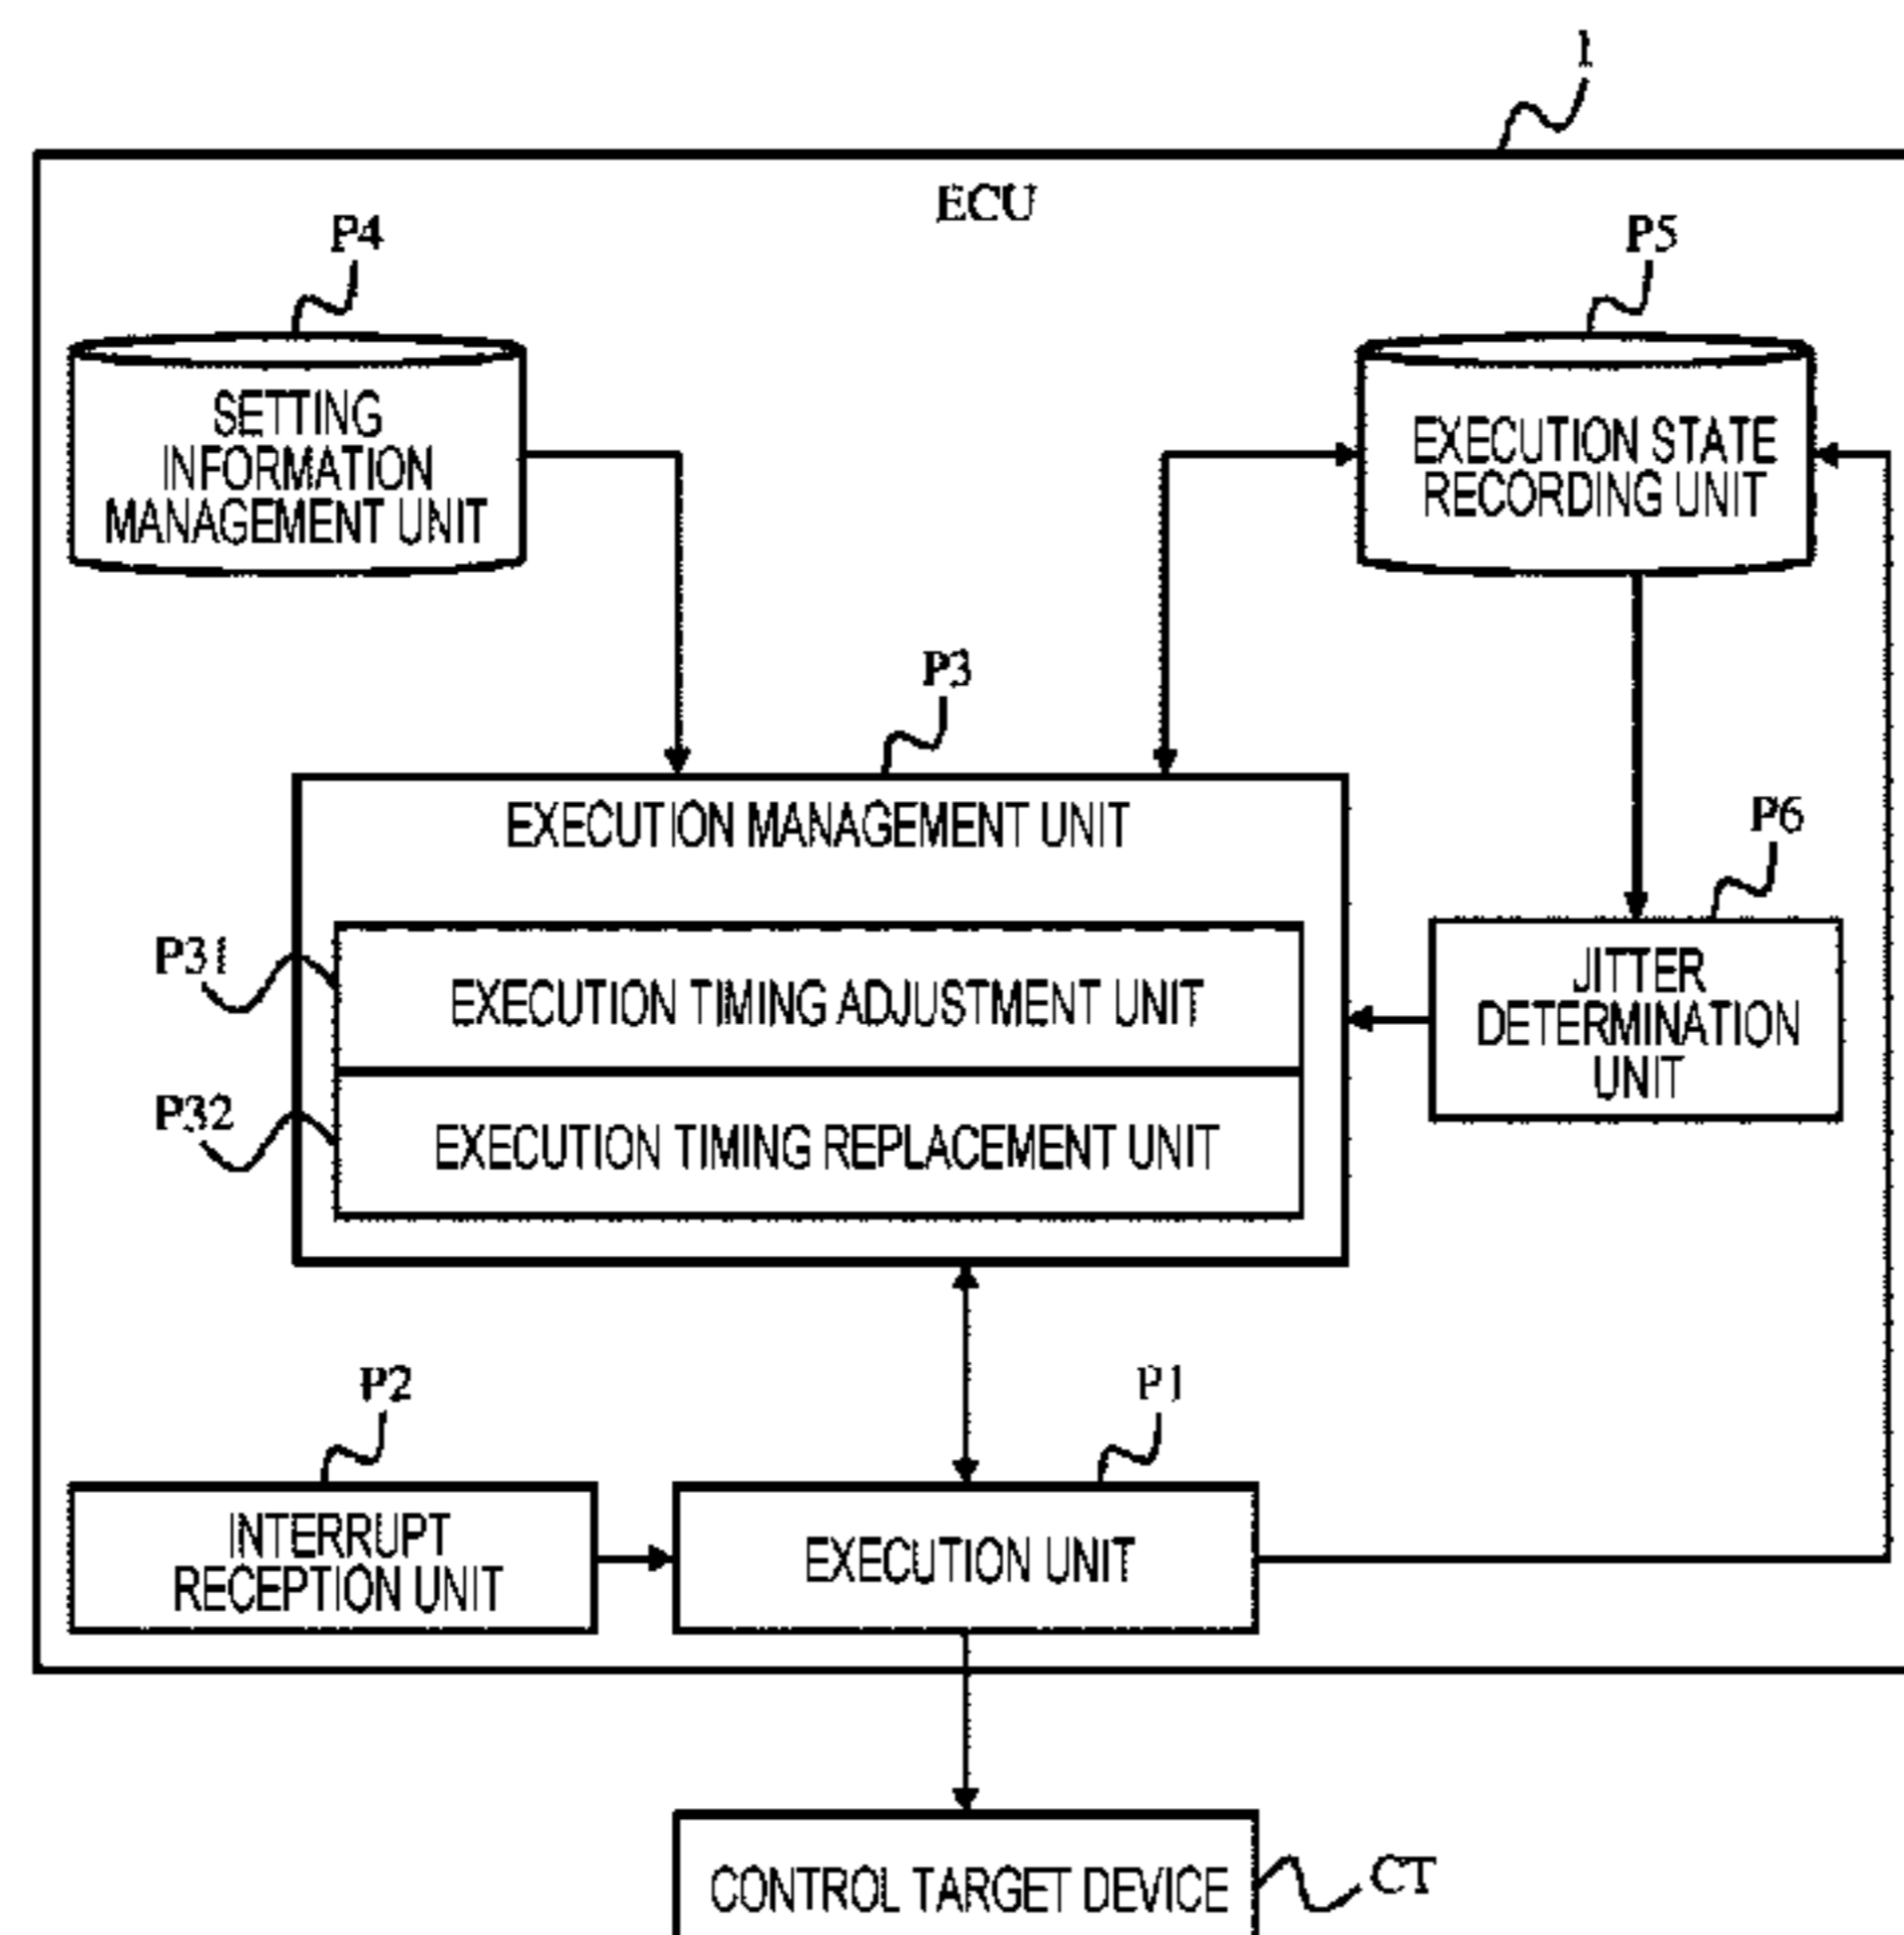 1
ECU
P4
P5
SETTING
INFORMATION
MANAGEMENT UNIT
EXECUTION STATE
RECORDING UNIT
P3
EXECUTION MANAGEMENT UNIT
P6
P31
EXECUTION TIMING ADJUSTMENT UNIT
JITTER
DETERMINATION
UNIT
P32
EXECUTION TIMING REPLACEMENT UNIT
P2
P1
INTERRUPT
RECEPTION UNIT
EXECUTION UNIT
CONTROL TARGET DEVICE
CT